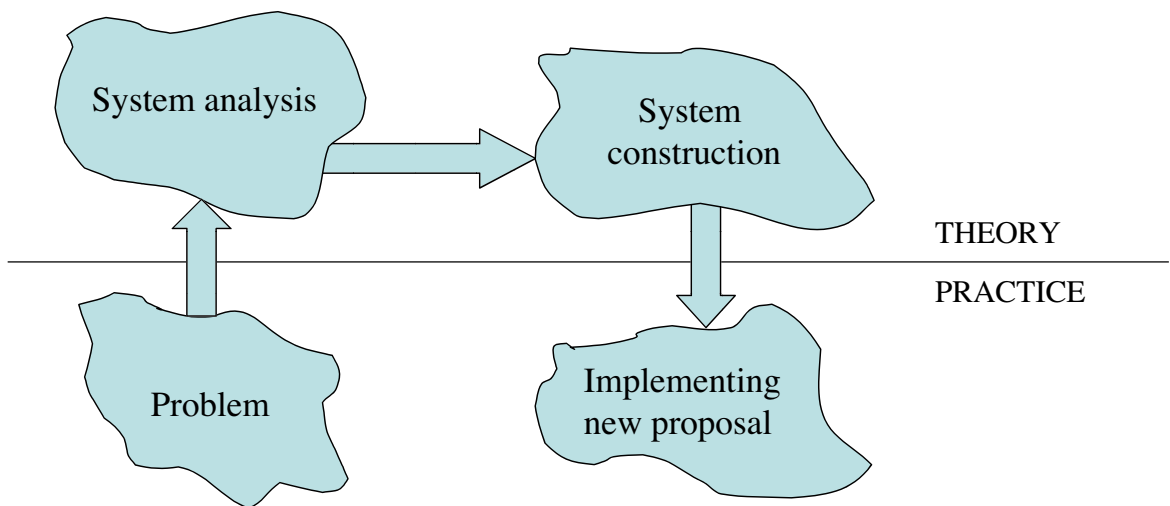 System analysis
System
construction
THEORY
PRACTICE
Problem
Implementing
new proposal